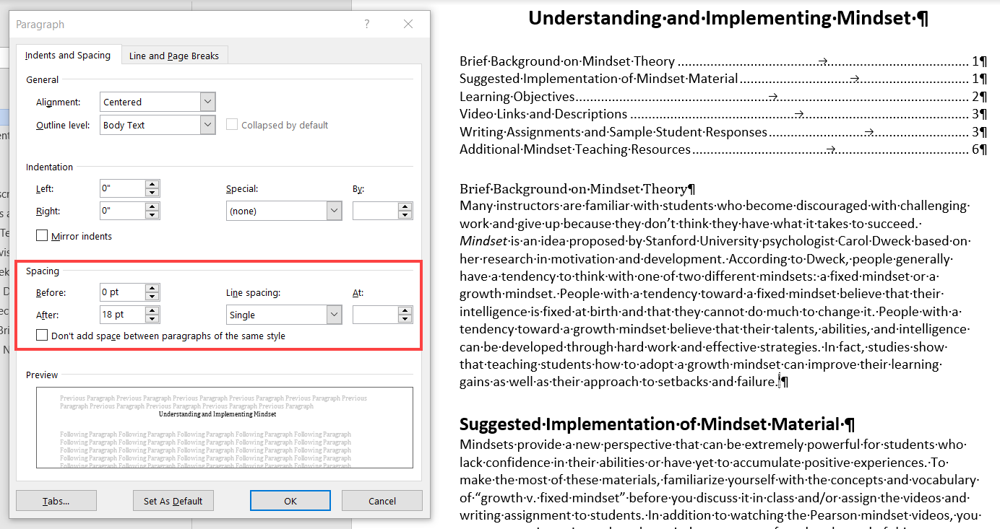 Paragraph ?
Indents and Spacing Line and Page Breaks
General
Alignment: Centered
Outline level: Body Text Collapsed by default
Indentation
Left: 0" Special: By:
Right: 0" (none)
Mirror indents
Spacing
Before: 0 pt Line spacing: At:
After: 18 pt Single
Don't add space between paragraphs of the same style
Preview
Previous Paragraph Previous Paragraph Previous Paragraph Previous Paragraph Previous Paragraph Previous
Paragraph Previous Paragraph Previous Paragraph Previous Paragraph Previous Paragraph
Understanding and Implementing Mindset
Following Paragraph Following Paragraph Following Paragraph Following Paragraph Following Paragraph
Following Paragraph Following Paragraph Following Paragraph Following Paragraph Following Paragraph
Following Paragraph Following Paragraph Following Paragraph Following Paragraph Following Paragraph
Following Paragraph Following Paragraph Following Paragraph Following Paragraph Following Paragraph
Following Paragraph Following Paragraph Following Paragraph Following Paragraph Following Paragraph
Tabs... Set As Default OK Cancel
Understanding·and·Implementing·Mindset·¶
Brief·Background·on·Mindset·Theory ........→........ 1¶
Suggested·Implementation·of·Mindset·Material ........→........ 1¶
Learning·Objectives ........→........ 2¶
Video·Links·and·Descriptions ........→........ 3¶
Writing·Assignments·and·Sample·Student·Responses ........→........ 3¶
Additional·Mindset·Teaching·Resources ........→........ 6¶
Brief·Background·on·Mindset·Theory¶
Many·instructors·are·familiar·with·students·who·become·discouraged·with·challenging·
work·and·give·up·because·they·don’t·think·they·have·what·it·takes·to·succeed.·
Mindset·is·an·idea·proposed·by·Stanford·University·psychologist·Carol·Dweck·based·on·
her·research·in·motivation·and·development.·According·to·Dweck,·people·generally·
have·a·tendency·to·think·with·one·of·two·different·mindsets:·a·fixed·mindset·or·a·
growth·mindset.·People·with·a·tendency·toward·a·fixed·mindset·believe·that·their·
intelligence·is·fixed·at·birth·and·that·they·cannot·do·much·to·change·it.·People·with·a·
tendency·toward·a·growth·mindset·believe·that·their·talents,·abilities,·and·intelligence·
can·be·developed·through·hard·work·and·effective·strategies.·In·fact,·studies·show·
that·teaching·students·how·to·adopt·a·growth·mindset·can·improve·their·learning·
gains·as·well·as·their·approach·to·setbacks·and·failure.¶
Suggested·Implementation·of·Mindset·Material·¶
Mindsets·provide·a·new·perspective·that·can·be·extremely·powerful·for·students·who·
lack·confidence·in·their·abilities·or·have·yet·to·accumulate·positive·experiences.·To·
make·the·most·of·these·materials,·familiarize·yourself·with·the·concepts·and·vocabulary·
of·“growth·v.·fixed·mindset”·before·you·discuss·it·in·class·and/or·assign·the·videos·and·
writing·assignment·to·students.·In·addition·to·watching·the·Pearson·mindset·videos,·you·